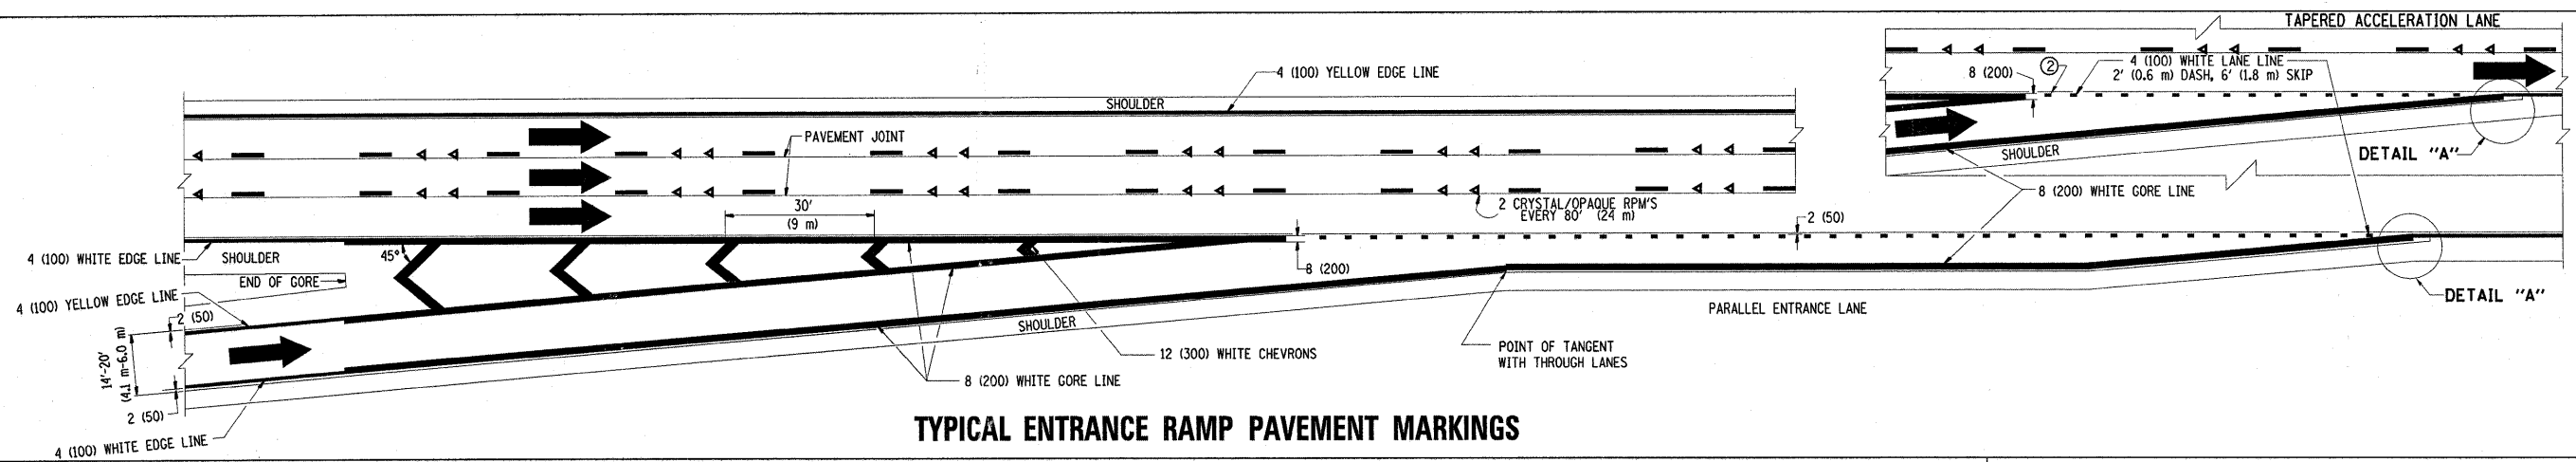 TAPERED ACCELERATION LANE
4 (100) YELLOW EDGE LINE
8 (200)
2
4 (100) WHITE LANE LINE
2' (0.6 m) DASH, 6' (1.8 m) SKIP
SHOULDER
PAVEMENT JOINT
SHOULDER
DETAIL "A"
8 (200) WHITE GORE LINE
30'
(9 m)
2 CRYSTAL/OPAQUE RPM'S
EVERY 80' (24 m)
2 (50)
4 (100) WHITE EDGE LINE
SHOULDER
45°
8 (200)
END OF GORE
4 (100) YELLOW EDGE LINE
2 (50)
DETAIL "A"
PARALLEL ENTRANCE LANE
SHOULDER
14'-20'
(4.1 m-6.0 m)
12 (300) WHITE CHEVRONS
POINT OF TANGENT
WITH THROUGH LANES
8 (200) WHITE GORE LINE
2 (50)
4 (100) WHITE EDGE LINE
TYPICAL ENTRANCE RAMP PAVEMENT MARKINGS